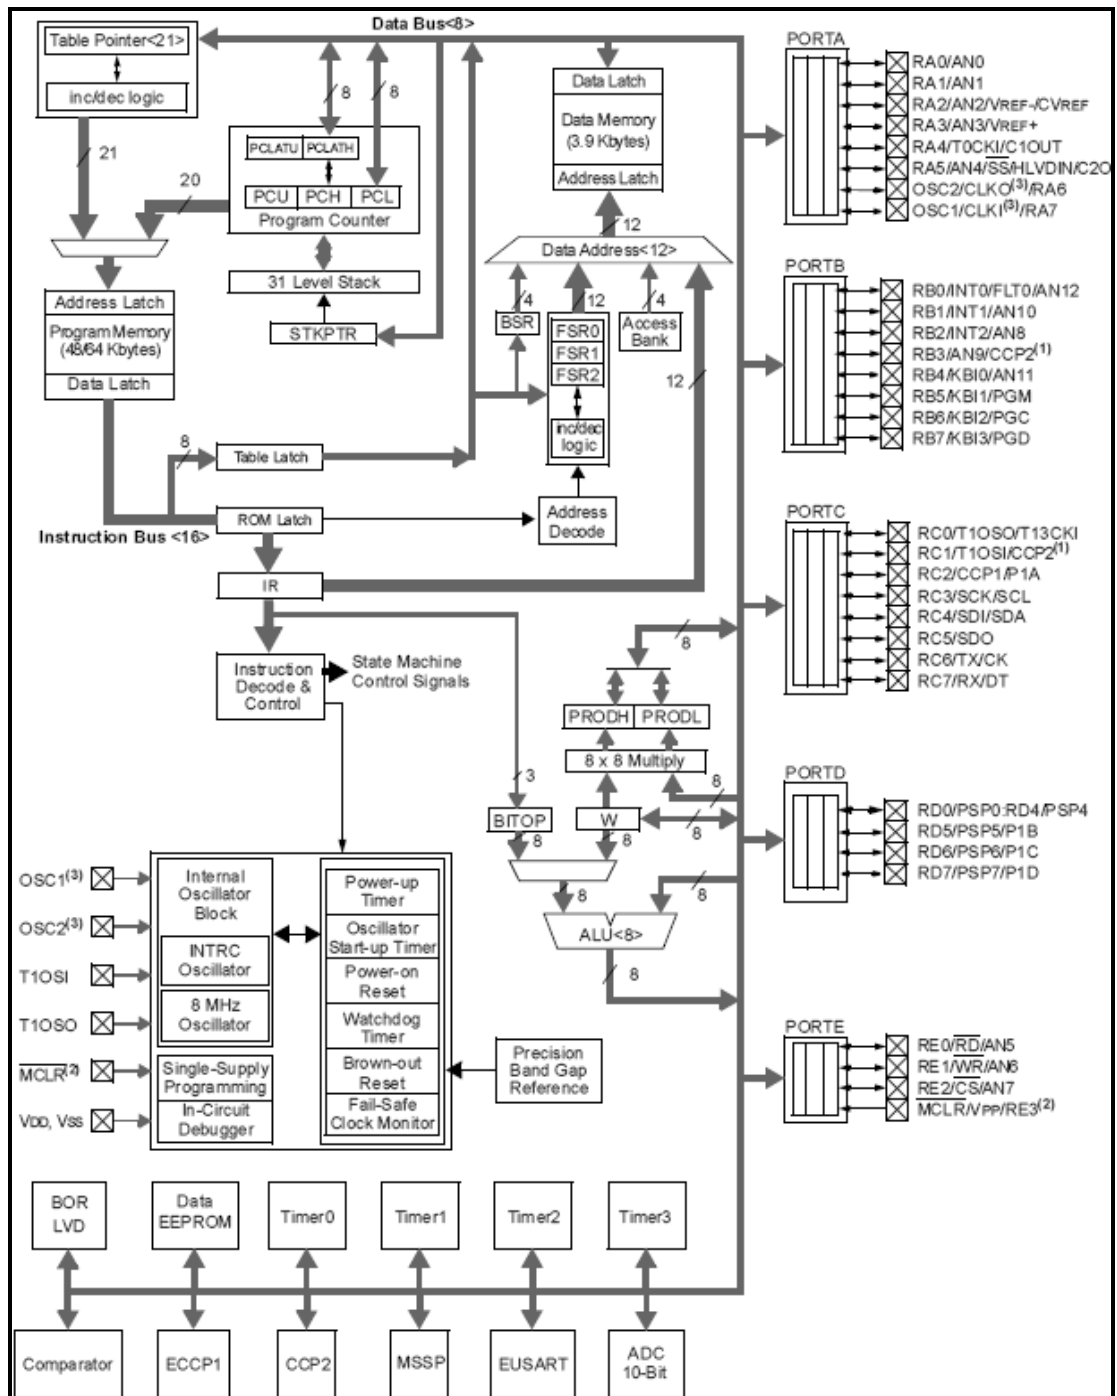 Data Bus<8>
Table Pointer<21>
inc/dec logic
21
20
8
8
PCLATU PCLATH
PCU PCH PCL
Program Counter
31 Level Stack
STKPTR
Data Latch
Data Memory
(3.9 Kbytes)
Address Latch
12
Data Address<12>
4
12
4
BSR
FSR0
FSR1
FSR2
inc/dec
logic
Access
Bank
12
Address Latch
Program Memory
(48/64 Kbytes)
Data Latch
8
Table Latch
ROM Latch
Instruction Bus <16>
Address
Decode
IR
Instruction
Decode &
Control
State Machine
Control Signals
8
PRODH PRODL
8 x 8 Multiply
3
8
BITOP
W
8
8
8
8
8
ALU<8>
8
OSC1(3)
OSC2(3)
T1OSI
T1OSO
MCLR(2)
VDD, VSS
Internal
Oscillator
Block
INTRC
Oscillator
8 MHz
Oscillator
Single-Supply
Programming
In-Circuit
Debugger
Power-up
Timer
Oscillator
Start-up Timer
Power-on
Reset
Watchdog
Timer
Brown-out
Reset
Fail-Safe
Clock Monitor
Precision
Band Gap
Reference
PORTA
RA0/AN0
RA1/AN1
RA2/AN2/VREF-/CVREF
RA3/AN3/VREF+
RA4/T0CKI/C1OUT
RA5/AN4/SS/HLVDIN/C2O
OSC2/CLKO(3)/RA6
OSC1/CLKI(3)/RA7
PORTB
RB0/INT0/FLT0/AN12
RB1/INT1/AN10
RB2/INT2/AN8
RB3/AN9/CCP2(1)
RB4/KBI0/AN11
RB5/KBI1/PGM
RB6/KBI2/PGC
RB7/KBI3/PGD
PORTC
RC0/T1OSO/T13CKI
RC1/T1OSI/CCP2(1)
RC2/CCP1/P1A
RC3/SCK/SCL
RC4/SDI/SDA
RC5/SDO
RC6/TX/CK
RC7/RX/DT
PORTD
RD0/PSP0:RD4/PSP4
RD5/PSP5/P1B
RD6/PSP6/P1C
RD7/PSP7/P1D
PORTE
RE0/RD/AN5
RE1/WR/AN6
RE2/CS/AN7
MCLR/VPP/RE3(2)
BOR
LVD
Data
EEPROM
Timer0
Timer1
Timer2
Timer3
Comparator
ECCP1
CCP2
MSSP
EUSART
ADC
10-Bit